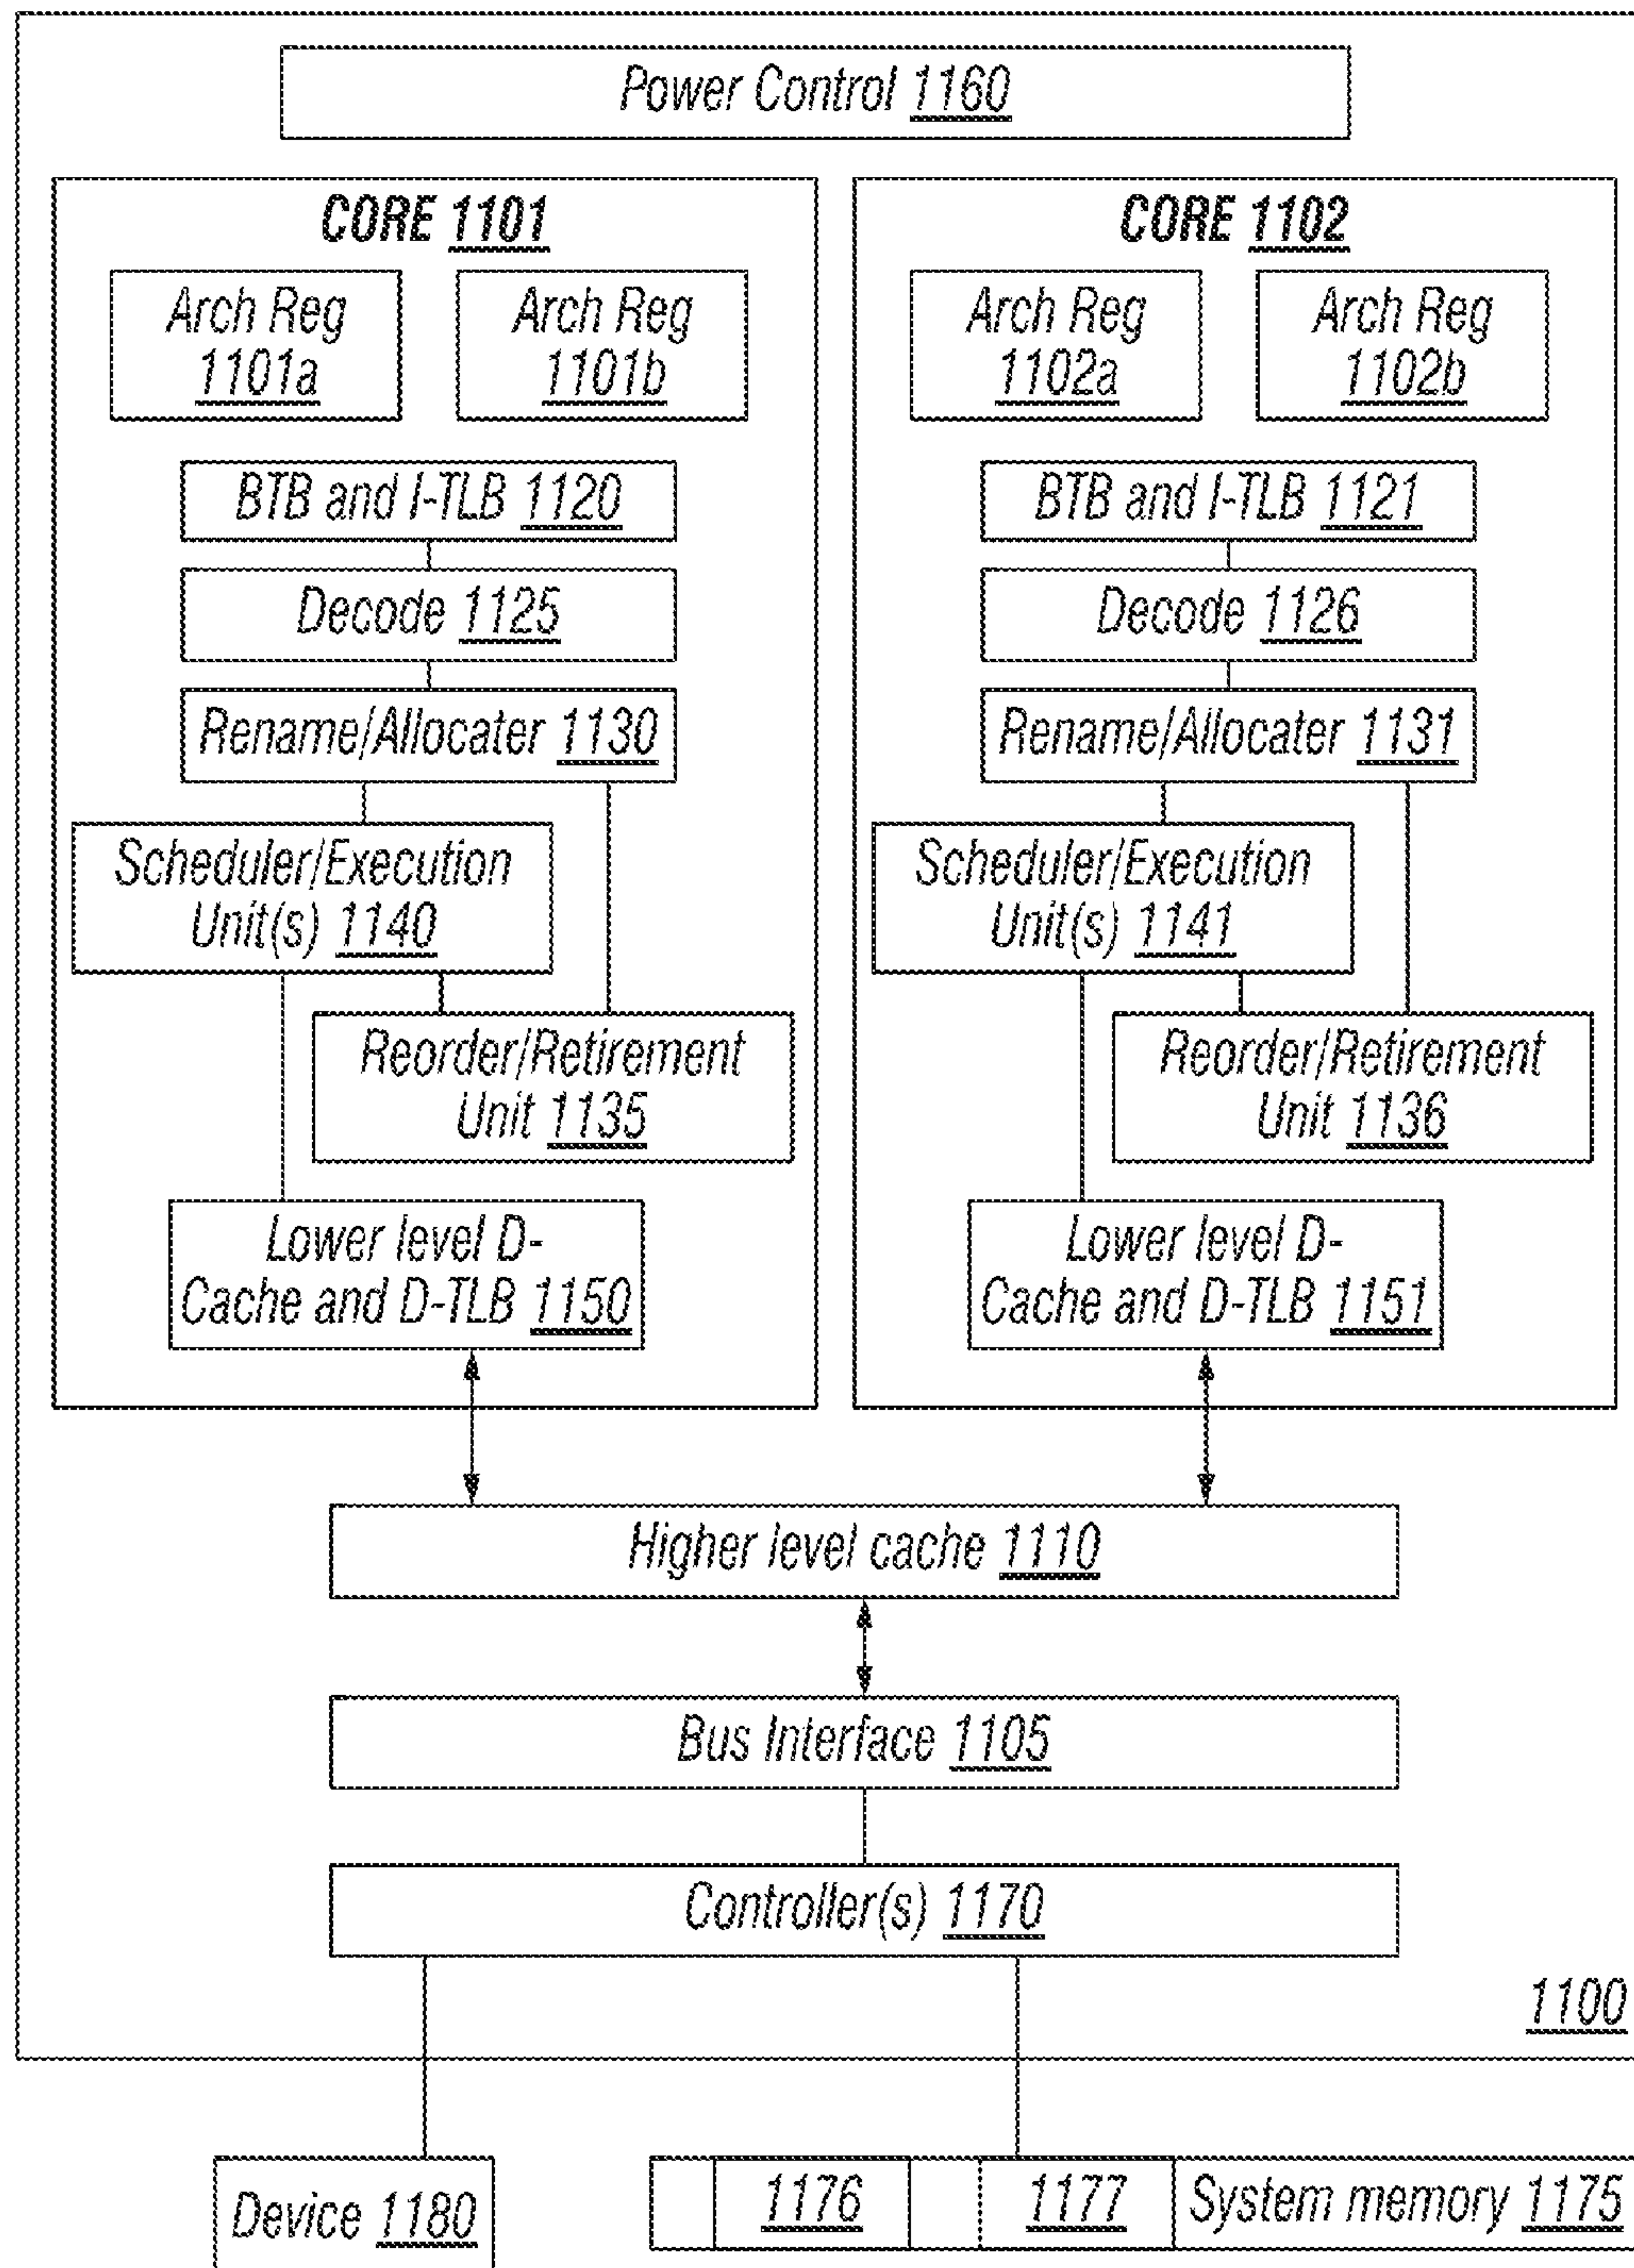 Power Control 1160
CORE 1101
Arch Reg
1101a
Arch Reg
1101b
BTB and I-TLB 1120
Decode 1125
Rename/Allocater 1130
Scheduler/Execution
Unit(s) 1140
Reorder/Retirement
Unit 1135
Lower level D-
Cache and D-TLB 1150
CORE 1102
Arch Reg
1102a
Arch Reg
1102b
BTB and I-TLB 1121
Decode 1126
Rename/Allocater 1131
Scheduler/Execution
Unit(s) 1141
Reorder/Retirement
Unit 1136
Lower level D-
Cache and D-TLB 1151
Higher level cache 1110
Bus Interface 1105
Controller(s) 1170
1100
Device 1180
1176
1177
System memory 1175